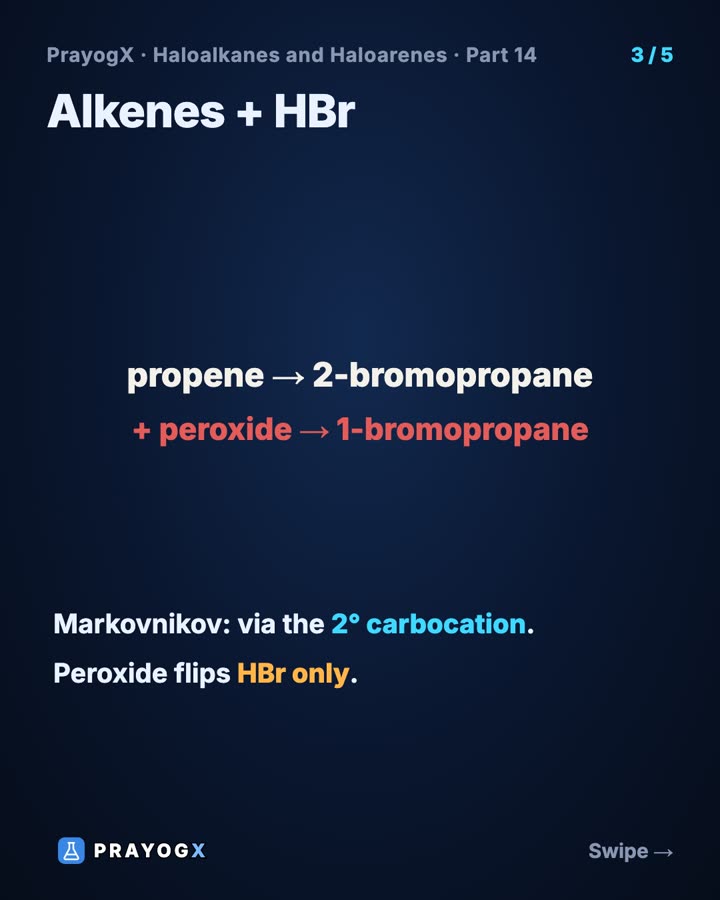 PrayogX · Haloalkanes and Haloarenes · Part 14
3 / 5
Alkenes + HBr
propene → 2-bromopropane
+ peroxide → 1-bromopropane
Markovnikov: via the 2° carbocation.
Peroxide flips HBr only.
PRAYOGX
Swipe →